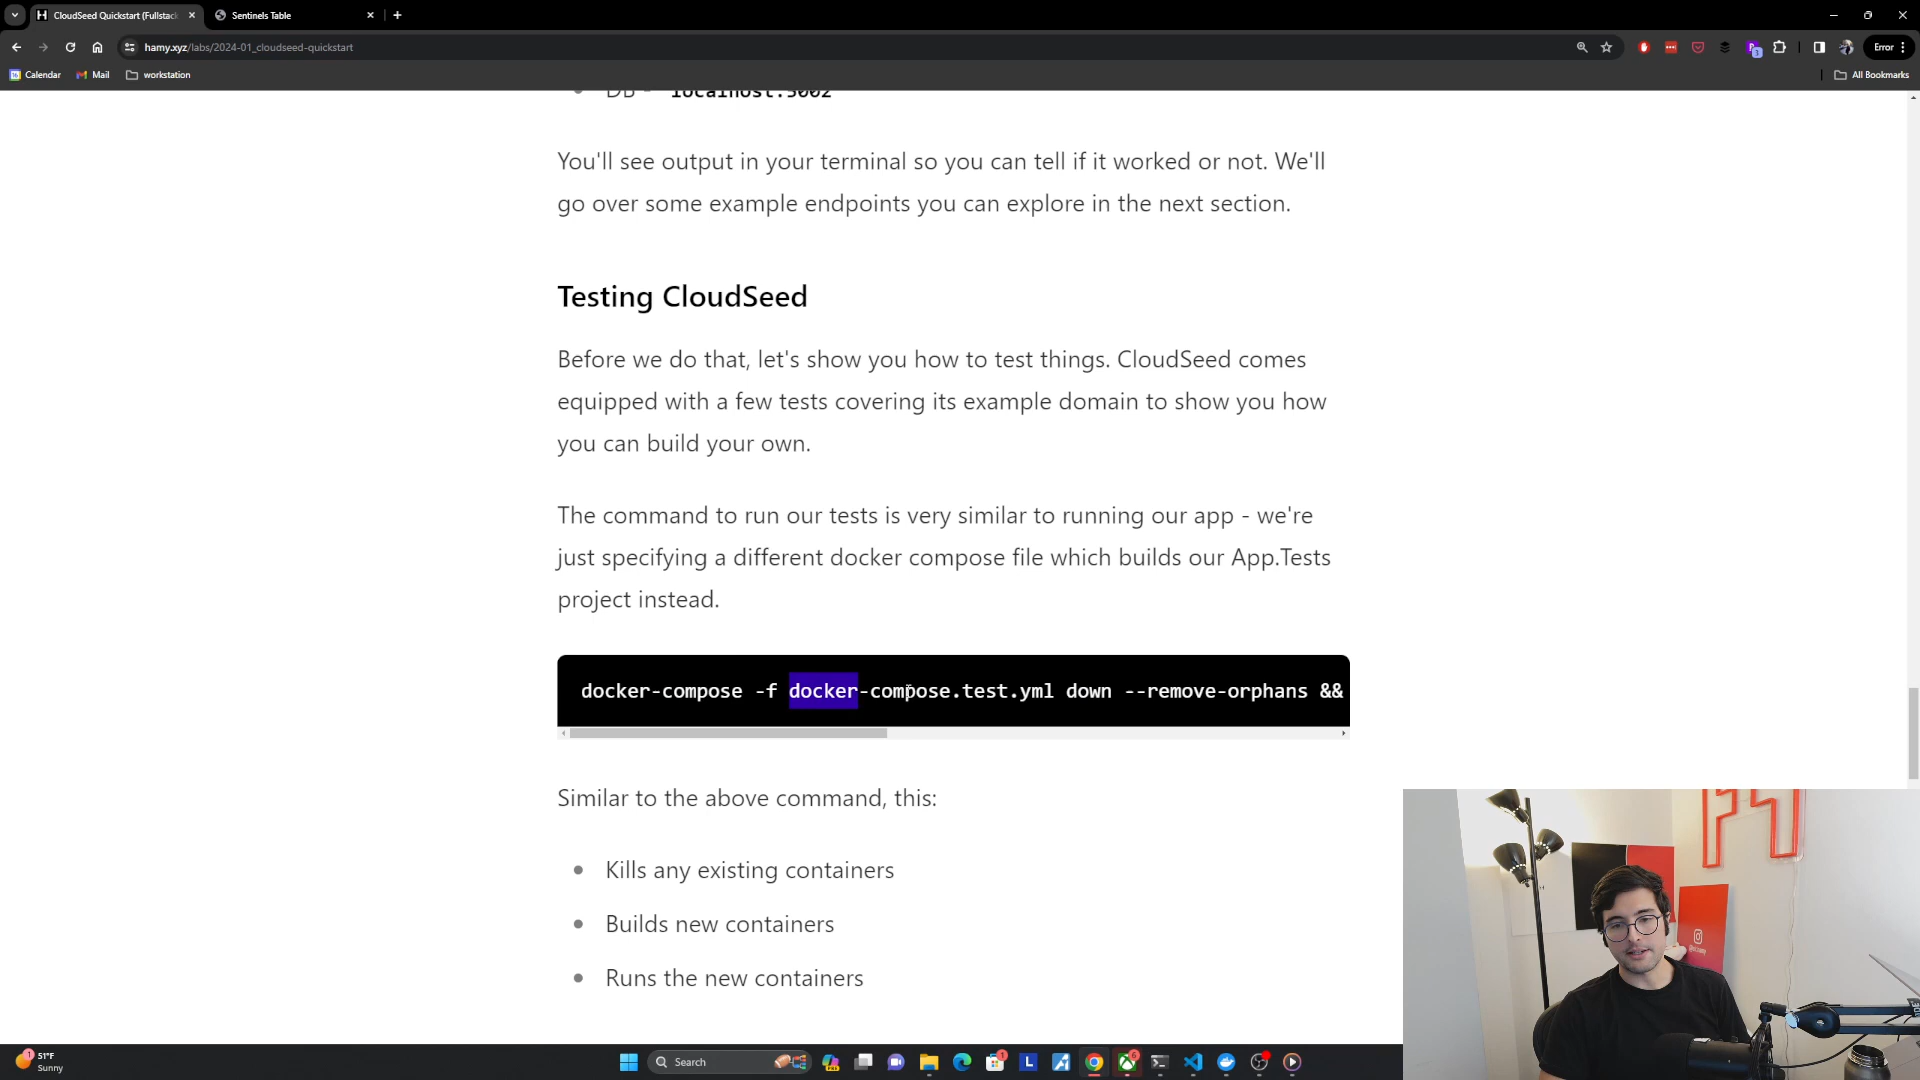 CloudSeed Quickstart (Fullstack
Sentinels Table
hamy.xyz/labs/2024-01_cloudseed-quickstart
Error
Calendar
Mail
workstation
All Bookmarks
DB - localhost:5002
You'll see output in your terminal so you can tell if it worked or not. We'll
go over some example endpoints you can explore in the next section.
Testing CloudSeed
Before we do that, let's show you how to test things. CloudSeed comes
equipped with a few tests covering its example domain to show you how
you can build your own.
The command to run our tests is very similar to running our app - we're
just specifying a different docker compose file which builds our App.Tests
project instead.
docker-compose -f docker-compose.test.yml down --remove-orphans &&
Similar to the above command, this:
• Kills any existing containers
• Builds new containers
• Runs the new containers
51°F
Sunny
Search